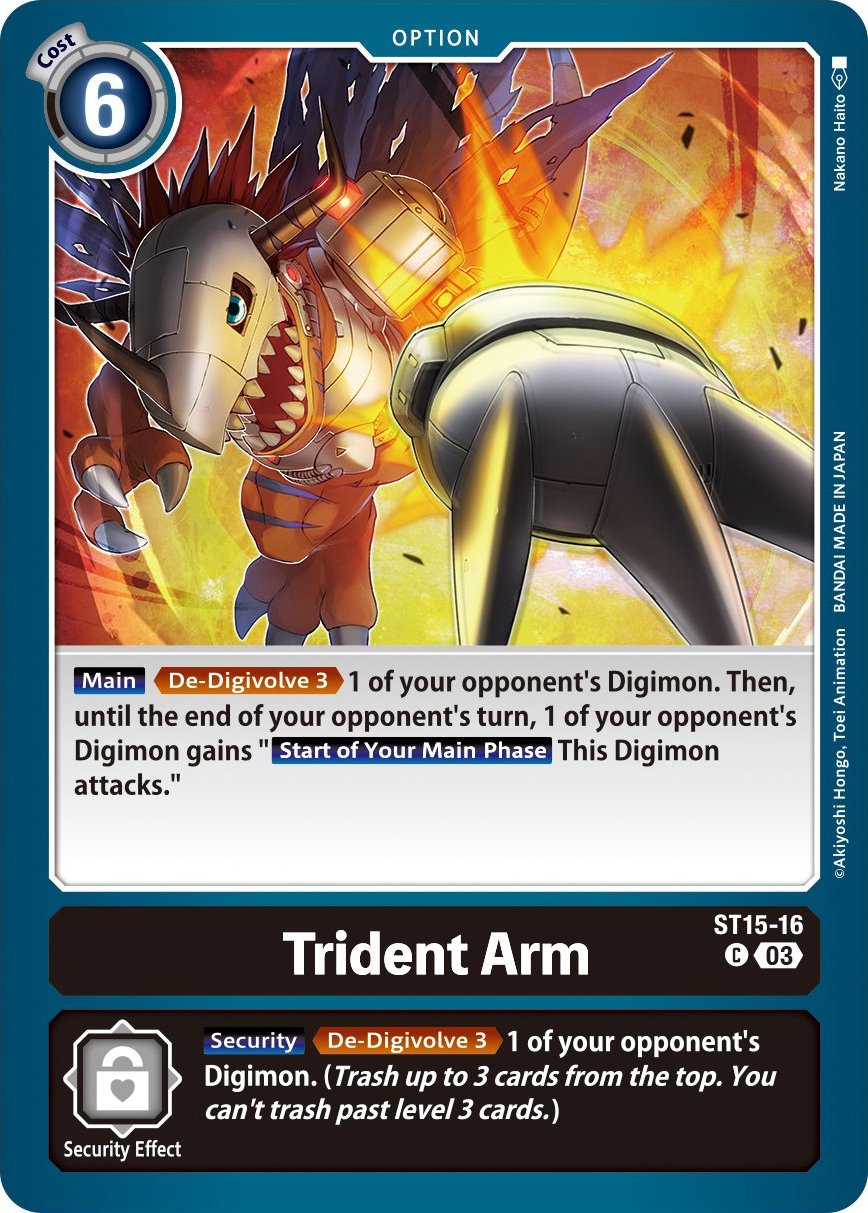 OPTION
Cost
6
Nakano Haito
Main De-Digivolve 3 1 of your opponent's Digimon. Then,
until the end of your opponent's turn, 1 of your opponent's
Digimon gains "Start of Your Main Phase This Digimon
attacks."
©Akiyoshi Hongo, Toei Animation BANDAI MADE IN JAPAN
Trident Arm
ST15-16
C 03
Security De-Digivolve 3 1 of your opponent's
Digimon. (Trash up to 3 cards from the top. You
can't trash past level 3 cards.)
Security Effect